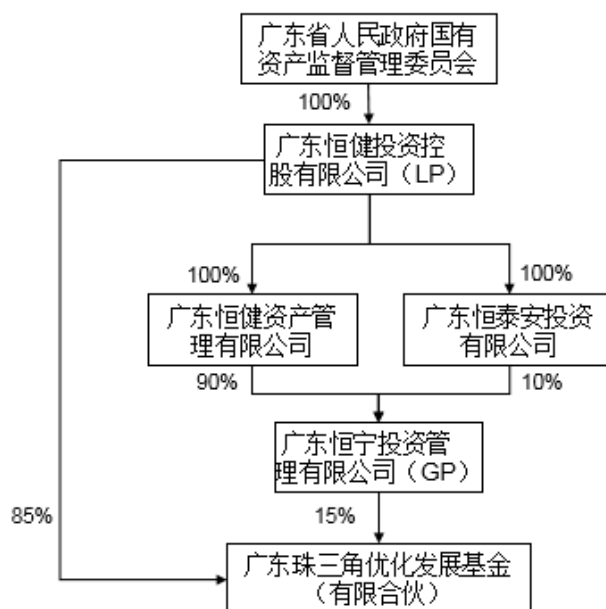 广东省人民政府国有
资产监督管理委员会
100%
广东恒健投资控
股有限公司（LP）
100%
100%
广东恒健资产管
理有限公司
广东恒泰安投资
有限公司
90%
10%
广东恒宁投资管
理有限公司（GP）
85%
15%
广东珠三角优化发展基金
（有限合伙）